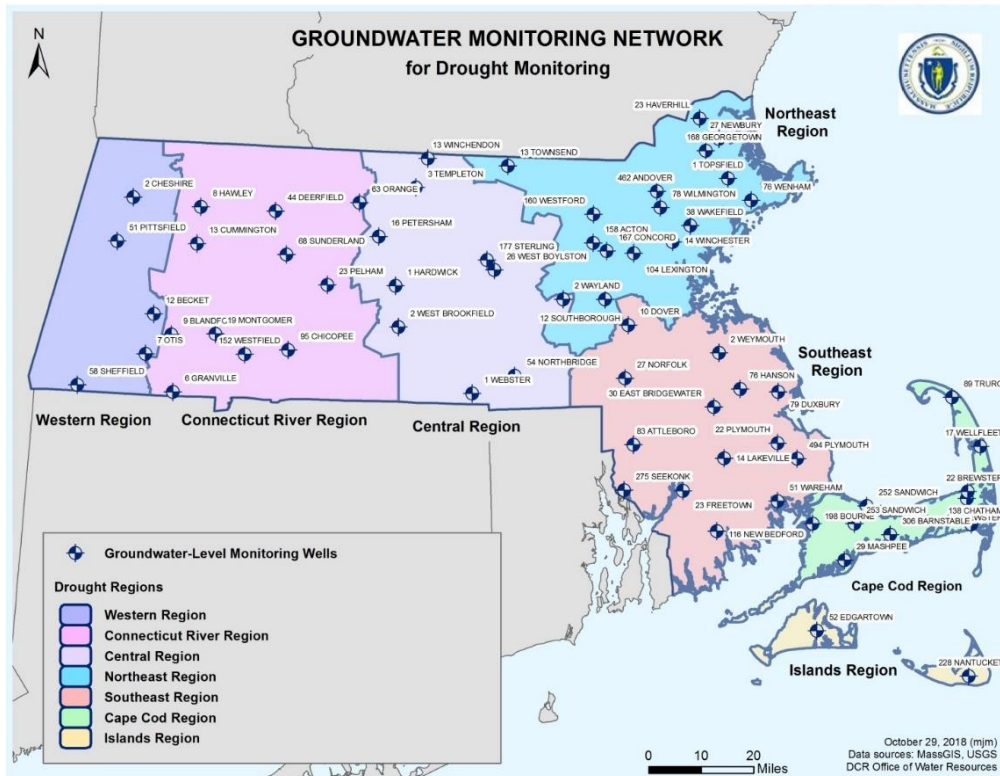 GROUNDWATER MONITORING NETWORK
for Drought Monitoring
N
23 HAVERHILL
27 NEWBURY
168 GEORGETOWN
Northeast
Region
13 WINCHENDON
13 TOWNSEND
1 TOPSFIELD
3 TEMPLETON
2 CHESHIRE
8 HAWLEY
44 DEERFIELD
63 ORANGE
462 ANDOVER
78 WILMINGTON
76 WENHAM
160 WESTFORD
38 WAKEFIELD
51 PITTSFIELD
13 CUMMINGTON
16 PETERSHAM
158 ACTON
167 CONCORD
14 WINCHESTER
68 SUNDERLAND
177 STERLING
26 WEST BOYLSTON
23 PELHAM
1 HARDWICK
104 LEXINGTON
2 WAYLAND
12 BECKET
2 WEST BROOKFIELD
12 SOUTHBOROUGH
10 DOVER
9 BLANDFO
19 MONTGOMER
7 OTIS
152 WESTFIELD
95 CHICOPEE
2 WEYMOUTH
Southeast
Region
54 NORTHBRIDGE
27 NORFOLK
58 SHEFFIELD
6 GRANVILLE
1 WEBSTER
76 HANSON
30 EAST BRIDGEWATER
79 DUXBURY
89 TRURO
Western Region
Connecticut River Region
Central Region
83 ATTLEBORO
22 PLYMOUTH
17 WELLFLEET
14 LAKEVILLE
494 PLYMOUTH
275 SEEKONK
51 WAREHAM
22 BREWSTER
252 SANDWICH
23 FREETOWN
138 CHATHAM
253 SANDWICH
198 BOURNE
306 BARNSTABLE
116 NEW BEDFORD
29 MASHPEE
Cape Cod
Region
52 EDGARTOWN
Islands Region
228 NANTUCKET
Groundwater-Level Monitoring Wells
Drought Regions
Western Region
Connecticut River Region
Central Region
Northeast Region
Southeast Region
Cape Cod Region
Islands Region
0 10 20
Miles
October 29, 2018 (mjm)
Data sources: MassGIS, USGS
DCR Office of Water Resources